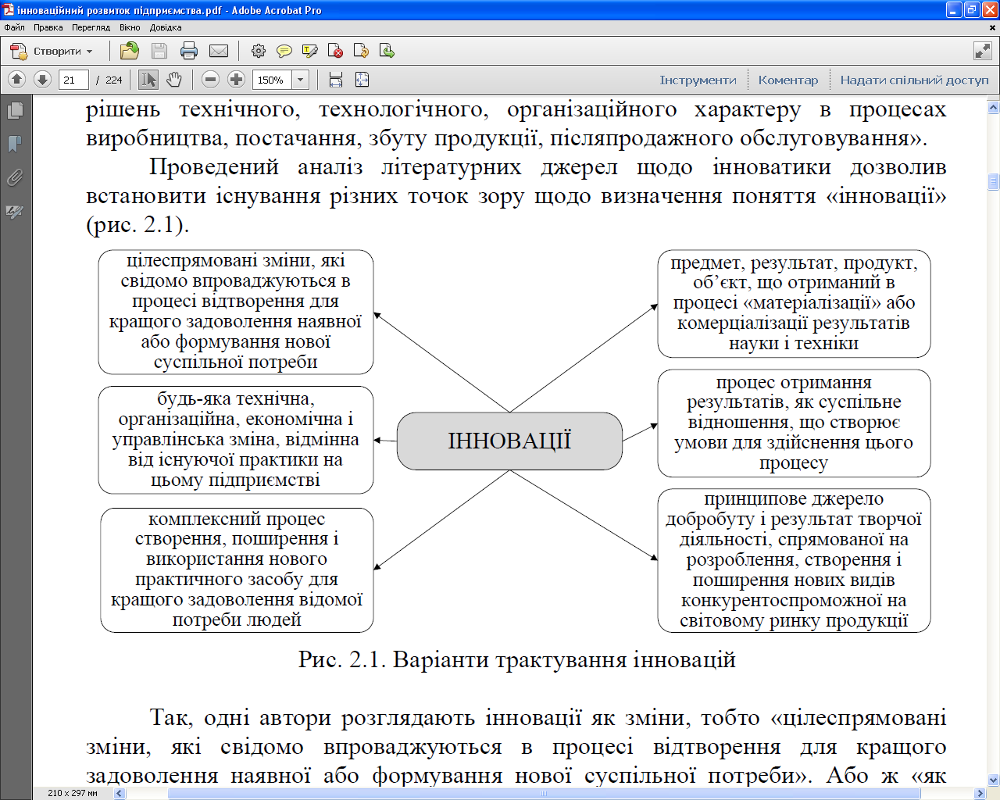 інноваційний розвиток підприємства.pdf - Adobe Acrobat Pro
Файл Правка Перегляд Вікно Довідка
Створити
21 / 224 150% Інструменти Коментар Надати спільний доступ
рішень технічного, технологічного, організаційного характеру в процесах
виробництва, постачання, збуту продукції, післяпродажного обслуговування».
Проведений аналіз літературних джерел щодо інноватики дозволив
встановити існування різних точок зору щодо визначення поняття «інновації»
(рис. 2.1).
цілеспрямовані зміни, які
свідомо впроваджуються в
процесі відтворення для
кращого задоволення наявної
або формування нової
суспільної потреби
будь-яка технічна,
організаційна, економічна і
управлінська зміна, відмінна
від існуючої практики на
цьому підприємстві
комплексний процес
створення, поширення і
використання нового
практичного засобу для
кращого задоволення відомої
потреби людей
ІННОВАЦІЇ
предмет, результат, продукт,
об’єкт, що отриманий в
процесі «матеріалізації» або
комерціалізації результатів
науки і техніки
процес отримання
результатів, як суспільне
відношення, що створює
умови для здійснення цього
процесу
принципове джерело
добробуту і результат творчої
діяльності, спрямованої на
розроблення, створення і
поширення нових видів
конкурентоспроможної на
світовому ринку продукції
Рис. 2.1. Варіанти трактування інновацій
Так, одні автори розглядають інновації як зміни, тобто «цілеспрямовані
зміни, які свідомо впроваджуються в процесі відтворення для кращого
задоволення наявної або формування нової суспільної потреби». Або ж «як
210 x 297 мм